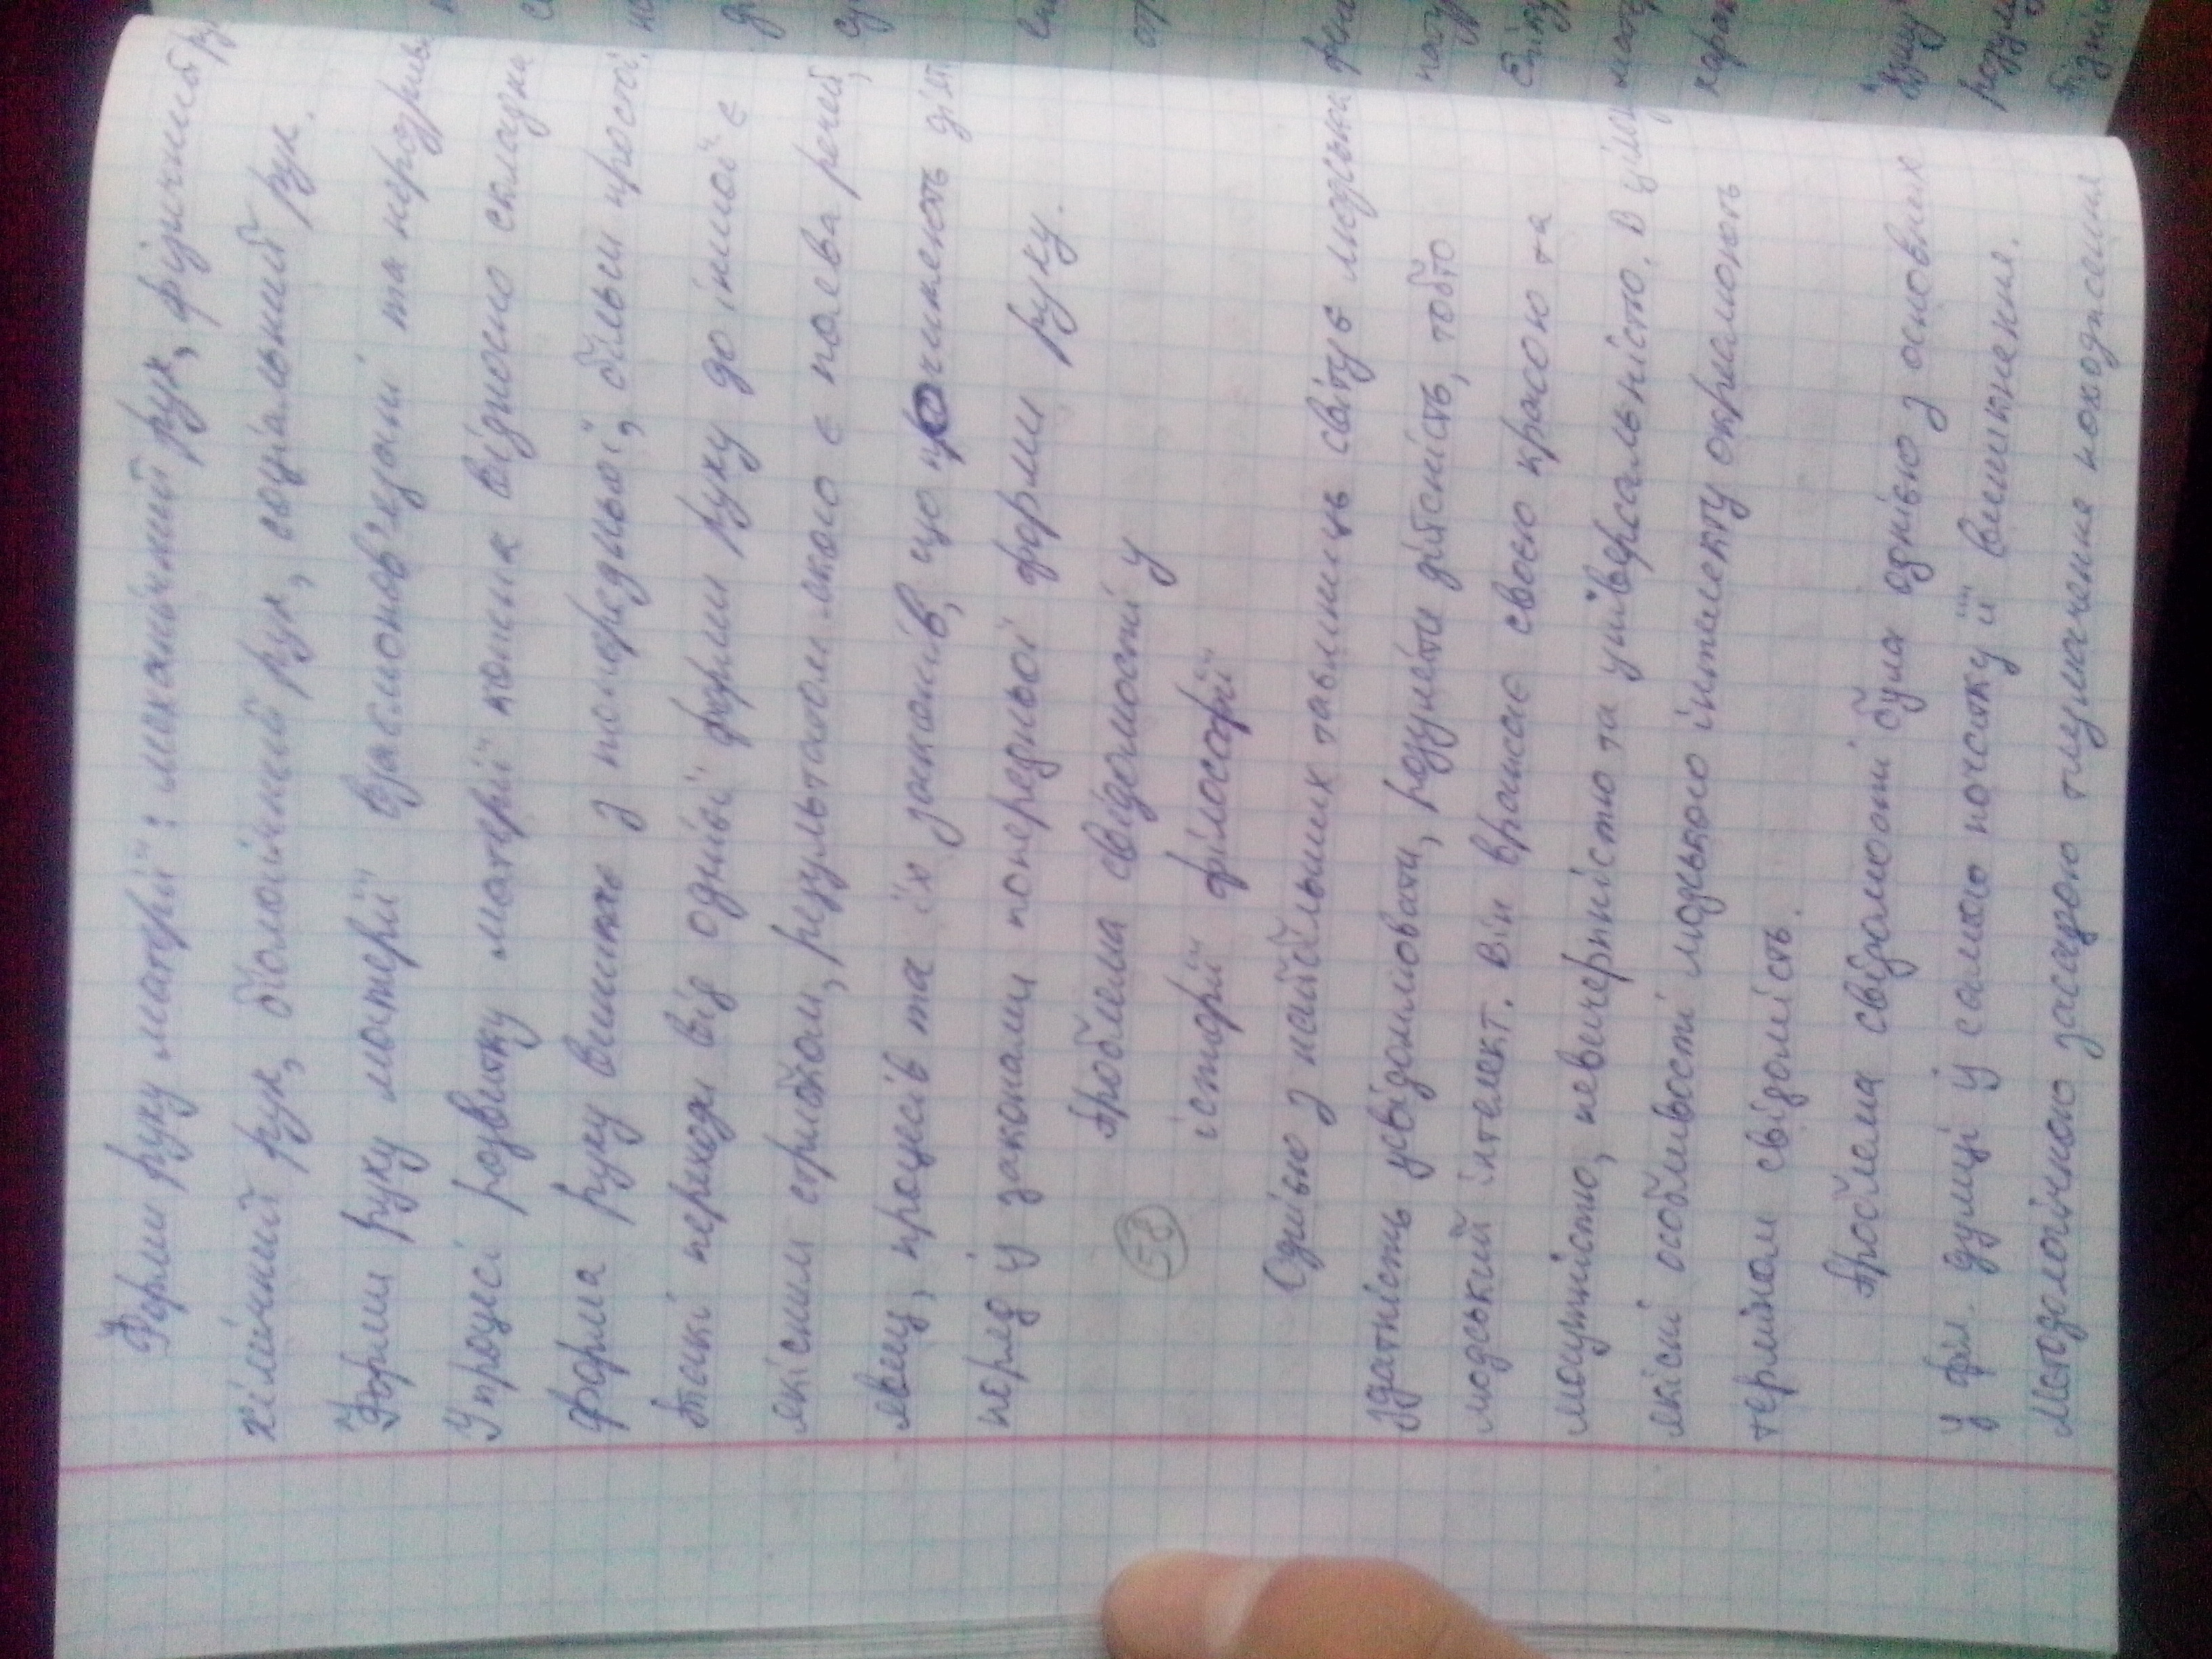 Форми руху матерії: механічний рух, фізичний рух
хімічний рух, біологічний рух, соціальний рух.
Форми руху матерії взаємопов'язані та нерозривн
У процесі розвитку матерії кожна відносно складна
форма руху виникає з попередньої, більш простої.
Такі переходи від однієї форми руху до іншої є
якісним стрибком, результатом якого є поява речей,
явищ, процесів та їх законів, що починають діяти
поряд із законами попередньої форми руху.
Проблема свідомості у
58
історії філософії
Однією з найбільших таємниць світу є людська
здатність усвідомлювати, розуміти дійсність, тобто
людський інтелект. Він вражає своєю красою та
могутністю, невичерпністю та універсальністю. В цілому
якісні особливості людського інтелекту окреслюють
терміном свідомість.
Проблема свідомості була однією з основних
у філ. думці із самого початку її виникнення.
Методологічною засадою тлумачення походження